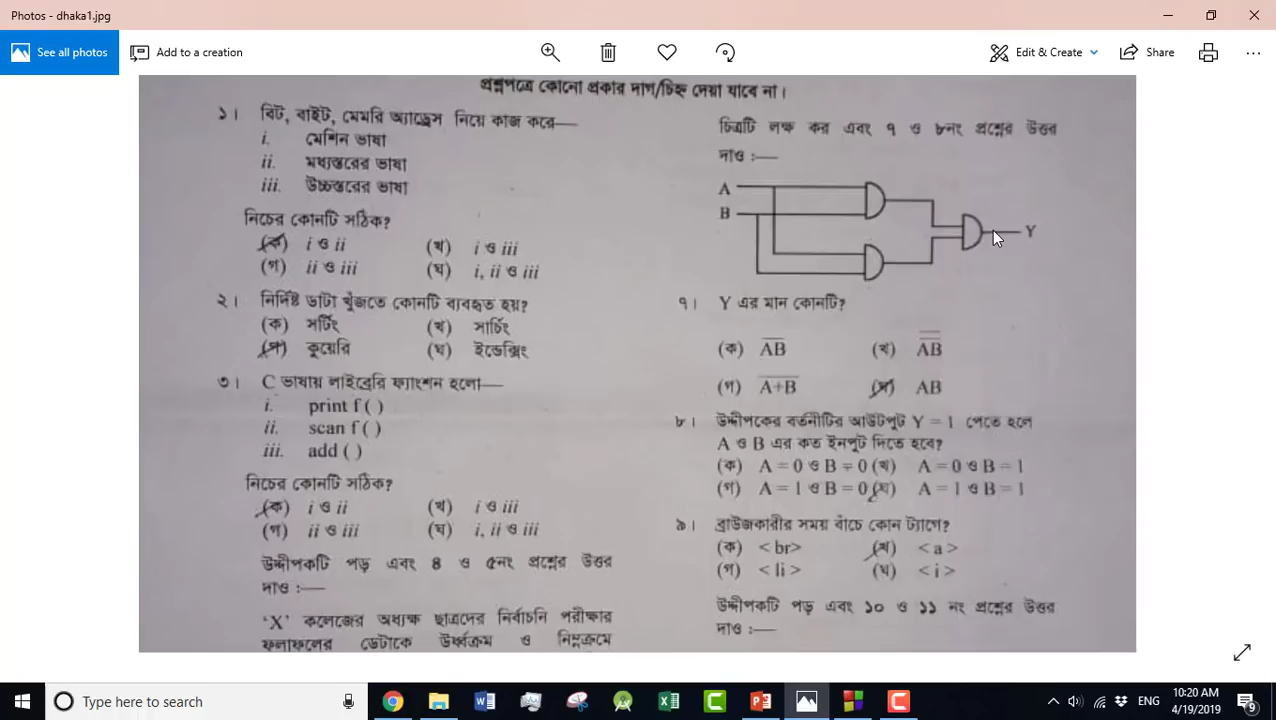 Photos - dhaka1.jpg
See all photos
Add to a creation
Edit & Create
Share
প্রশ্নপত্রে কোনো প্রকার দাগ/চিহ্ন দেয়া যাবে না।
১। বিট, বাইট, মেমরি অ্যাড্রেস নিয়ে কাজ করে—
i. মেশিন ভাষা
ii. মধ্যস্তরের ভাষা
iii. উচ্চস্তরের ভাষা
নিচের কোনটি সঠিক?
(ক) i ও ii (খ) i ও iii
(গ) ii ও iii (ঘ) i, ii ও iii
২। নির্দিষ্ট ডাটা খুঁজতে কোনটি ব্যবহৃত হয়?
(ক) সর্টিং (খ) সার্চিং
(গ) কুয়েরি (ঘ) ইন্ডেক্সিং
৩। C ভাষায় লাইব্রেরি ফ্যাংশন হলো—
i. print f ( )
ii. scan f ( )
iii. add ( )
নিচের কোনটি সঠিক?
(ক) i ও ii (খ) i ও iii
(গ) ii ও iii (ঘ) i, ii ও iii
উদ্দীপকটি পড় এবং ৪ ও ৫নং প্রশ্নের উত্তর
দাও :—
‘X’ কলেজের অধ্যক্ষ ছাত্রদের নির্বাচনি পরীক্ষার
ফলাফলের ডেটাকে ঊর্ধ্বক্রম ও নিম্নক্রমে
চিত্রটি লক্ষ কর এবং ৭ ও ৮নং প্রশ্নের উত্তর
দাও :—
A
B
Y
৭। Y এর মান কোনটি?
(ক) A̅B̅ (খ) A̿B̿
(গ) A̅+̅B̅ (ঘ) AB
৮। উদ্দীপকের বর্তনীটির আউটপুট Y = 1 পেতে হলে
A ও B এর কত ইনপুট দিতে হবে?
(ক) A = 0 ও B = 0 (খ) A = 0 ও B = 1
(গ) A = 1 ও B = 0 (ঘ) A = 1 ও B = 1
৯। ব্রাউজকারীর সময় বাঁচে কোন ট্যাগে?
(ক) < br> (খ) < a >
(গ) < li > (ঘ) < i >
উদ্দীপকটি পড় এবং ১০ ও ১১ নং প্রশ্নের উত্তর
দাও :—
Type here to search
ENG
10:20 AM
4/19/2019
9